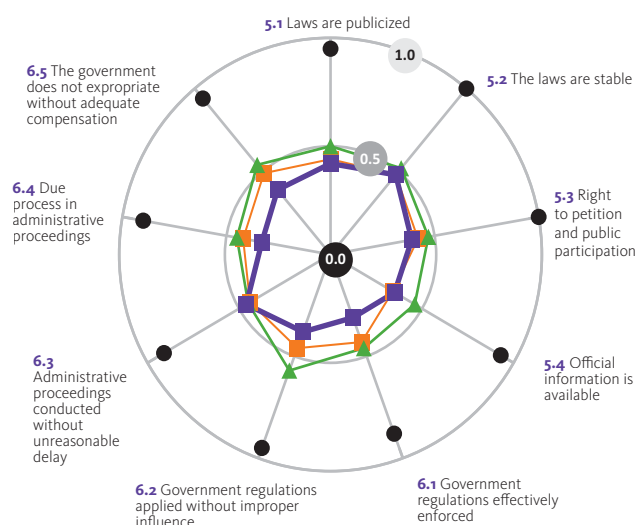 5.1 Laws are publicized
1.0
5.2 The laws are stable
0.5
5.3 Right
to petition
and public
participation
0.0
5.4 Official
information is
available
6.1 Government
regulations effectively
enforced
6.2 Government regulations
applied without improper
influence
6.3
Administrative
proceedings
conducted
without
unreasonable
delay
6.4 Due
process in
administrative
proceedings
6.5 The government
does not expropriate
without adequate
compensation